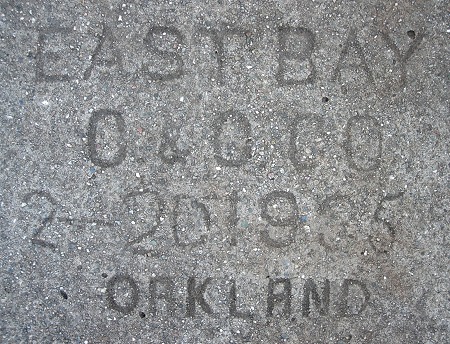 EAST BAY
C. & C. CO
2-20 1935
OAKLAND